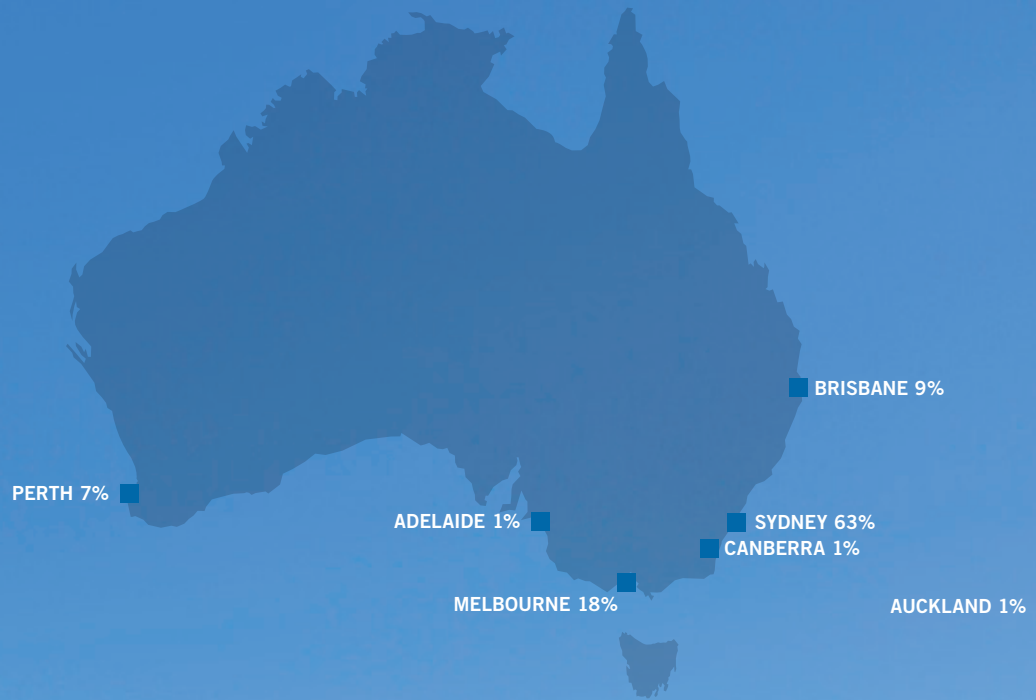 BRISBANE 9%
PERTH 7%
ADELAIDE 1%
SYDNEY 63%
CANBERRA 1%
MELBOURNE 18%
AUCKLAND 1%